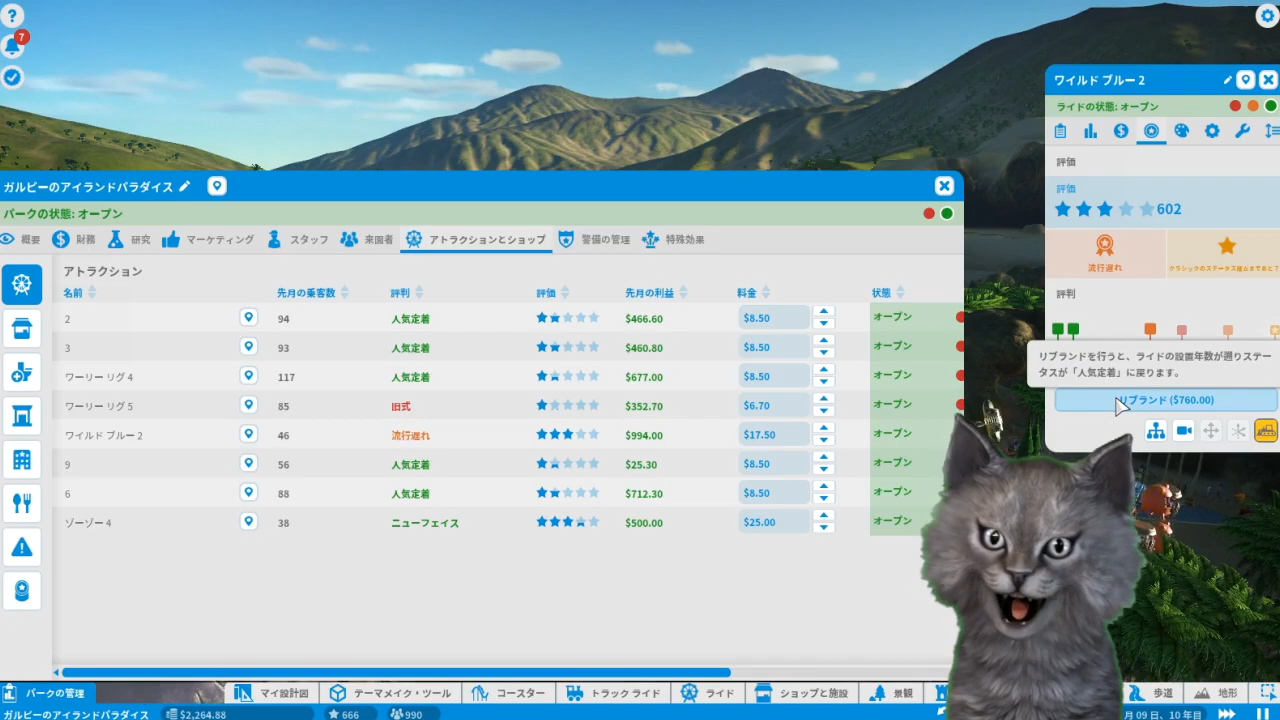 ?
7
ワイルド ブルー 2
ライドの状態: オープン
評価
評価
602
流行遅れ
評判
リブランドを行うと、ライドの設置年数が遡りステー
タスが「人気定着」に戻ります。
リブランド ($760.00)
ガルビーのアイランドパラダイス
パークの状態: オープン
概要 財務 研究 マーケティング スタッフ 来園者 アトラクションとショップ 警備の管理 特殊効果
アトラクション
名前 先月の乗客数 評判 評価 先月の利益 料金 状態
2 94 人気定着 $466.60 $8.50 オープン
3 93 人気定着 $460.80 $8.50 オープン
ワーリー リグ 4 117 人気定着 $677.00 $8.50 オープン
ワーリー リグ 5 85 旧式 $352.70 $6.70 オープン
ワイルド ブルー 2 46 流行遅れ $994.00 $17.50 オープン
9 56 人気定着 $25.30 $8.50 オープン
6 88 人気定着 $712.30 $8.50 オープン
ゾーゾー 4 38 ニューフェイス $500.00 $25.00 オープン
パークの管理 マイ設計図 テーマメイク・ツール コースター トラック ライド ライド ショップと施設 景観 歩道 地形
ガルビーのアイランドパラダイス $2,264.88 666 990 月 09 日、10 年目